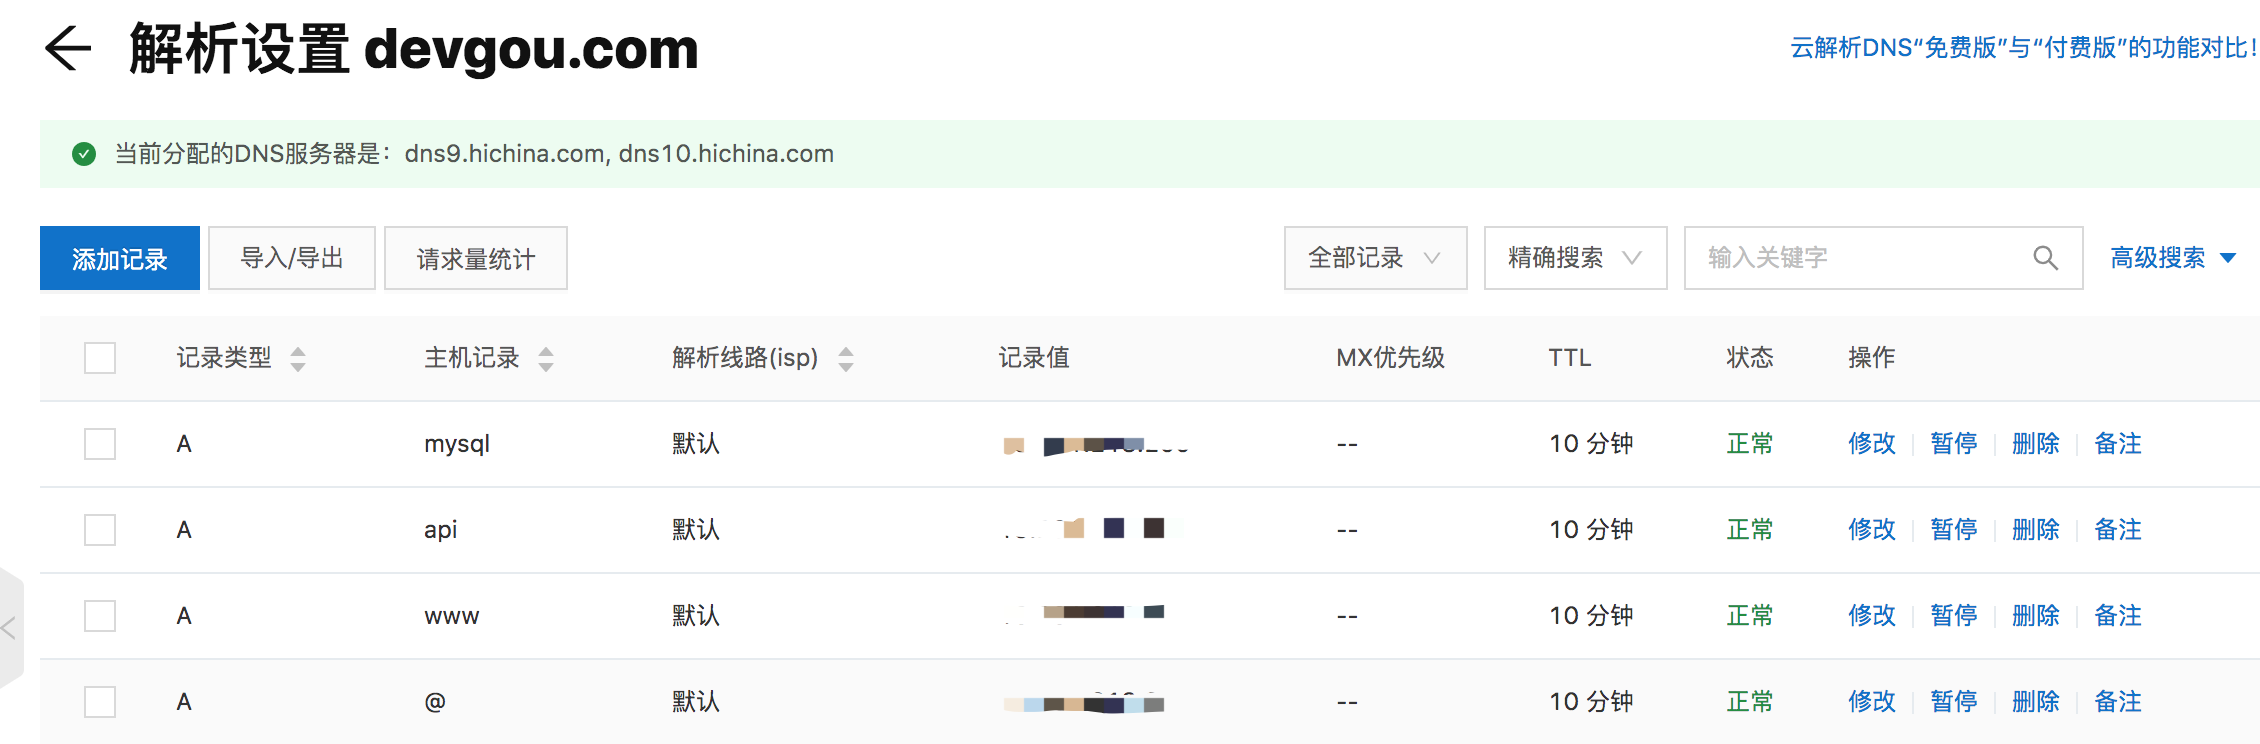 解析设置 devgou.com
云解析DNS“免费版”与“付费版”的功能对比!
当前分配的DNS服务器是：dns9.hichina.com, dns10.hichina.com
添加记录 导入/导出 请求量统计 全部记录 精确搜索 输入关键字 高级搜索
记录类型 主机记录 解析线路(isp) 记录值 MX优先级 TTL 状态 操作
A mysql 默认 -- 10 分钟 正常 修改 暂停 删除 备注
A api 默认 -- 10 分钟 正常 修改 暂停 删除 备注
A www 默认 -- 10 分钟 正常 修改 暂停 删除 备注
A @ 默认 -- 10 分钟 正常 修改 暂停 删除 备注